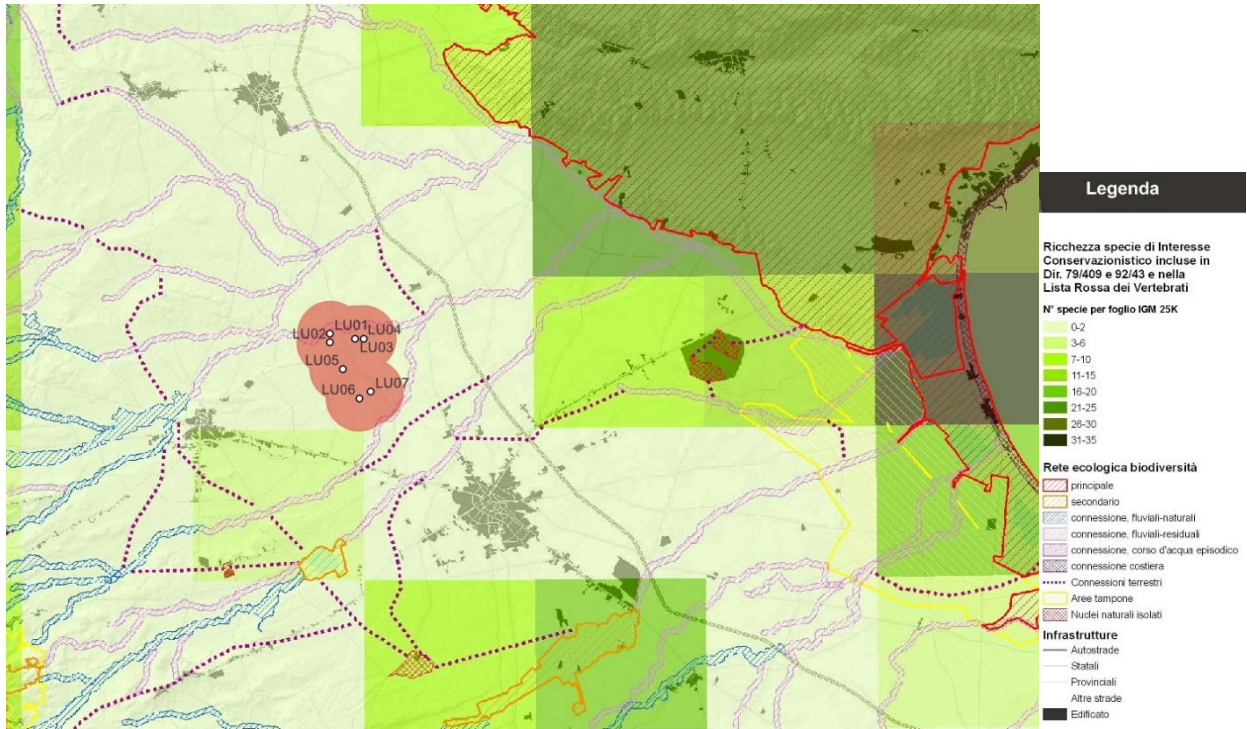 LU01
LU02
LU04
LU03
LU05
LU06
LU07
Legenda
Ricchezza specie di Interesse
Conservazionistico incluse in
Dir. 79/409 e 92/43 e nella
Lista Rossa dei Vertebrati
N° specie per foglio IGM 25K
0-2
3-6
7-10
11-15
16-20
21-25
26-30
31-35
Rete ecologica biodiversità
principale
secondario
connessione, fluviali-naturali
connessione, fluviali-residuali
connessione, corso d'acqua episodico
connessione costiera
Connessioni terrestri
Aree tampone
Nuclei naturali isolati
Infrastrutture
Autostrade
Statali
Provinciali
Altre strade
Edificato